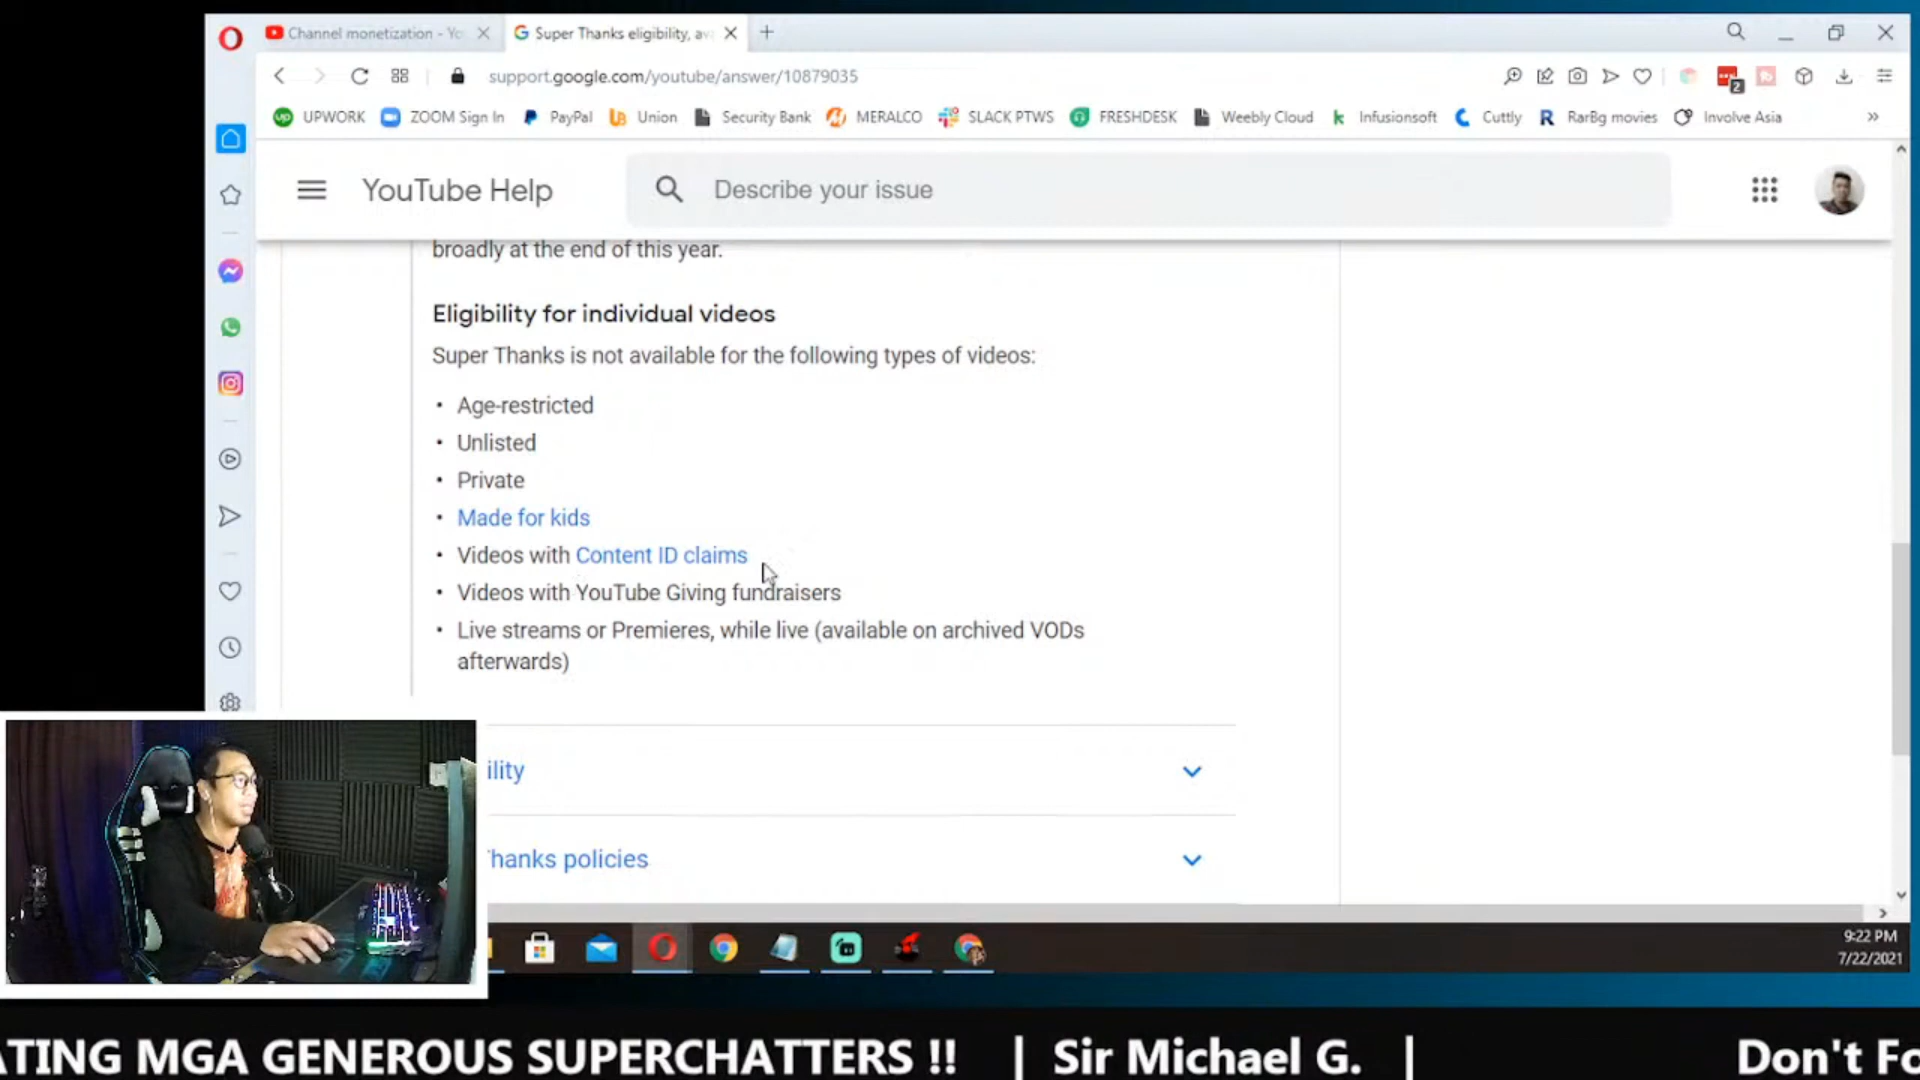 Channel monetization - Yo
Super Thanks eligibility, av
support.google.com/youtube/answer/10879035
2
UPWORK
ZOOM Sign In
PayPal
Union
Security Bank
MERALCO
SLACK PTWS
FRESHDESK
Weebly Cloud
Infusionsoft
Cuttly
RarBg movies
Involve Asia
YouTube Help
Describe your issue
broadly at the end of this year.
Eligibility for individual videos
Super Thanks is not available for the following types of videos:
• Age-restricted
• Unlisted
• Private
• Made for kids
• Videos with Content ID claims
• Videos with YouTube Giving fundraisers
• Live streams or Premieres, while live (available on archived VODs
afterwards)
ility
hanks policies
9:22 PM
7/22/2021
ATING MGA GENEROUS SUPERCHATTERS !! | Sir Michael G. | Don't Fo